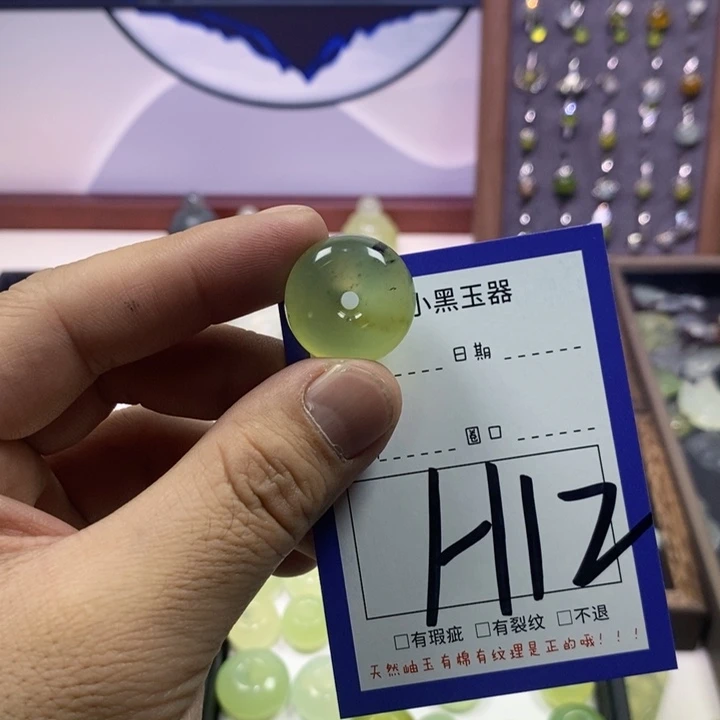 小黑玉器
日期
圈口
H12
□有瑕疵 □有裂纹 □不退
天然岫玉有棉有纹理是正的哦！！！